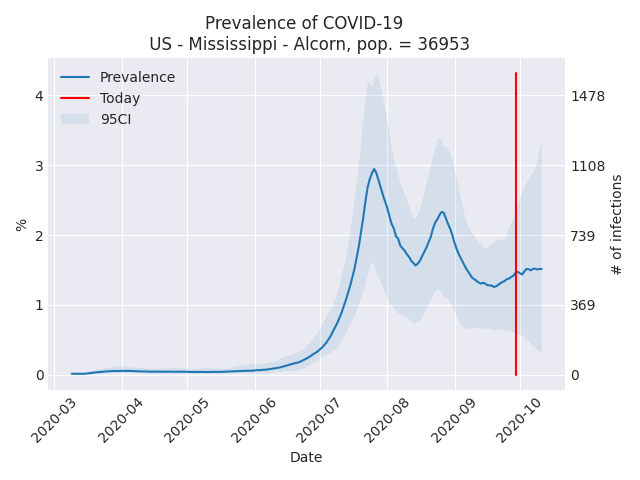 Prevalence of COVID-19
US - Mississippi - Alcorn, pop. = 36953
Prevalence
Today
95CI
4
3
2
1
0
%
1478
1108
739
369
0
# of infections
2020-03
2020-04
2020-05
2020-06
2020-07
2020-08
2020-09
2020-10
Date